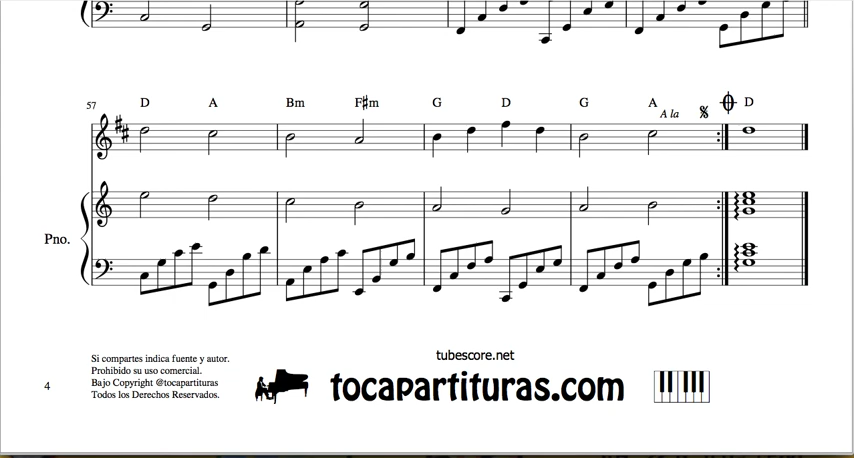 57
D A Bm F#m G D G A D
A la
Pno.
tubescore.net
Si compartes indica fuente y autor.
Prohibido su uso comercial.
Bajo Copyright @tocapartituras
Todos los Derechos Reservados.
4
tocapartituras.com